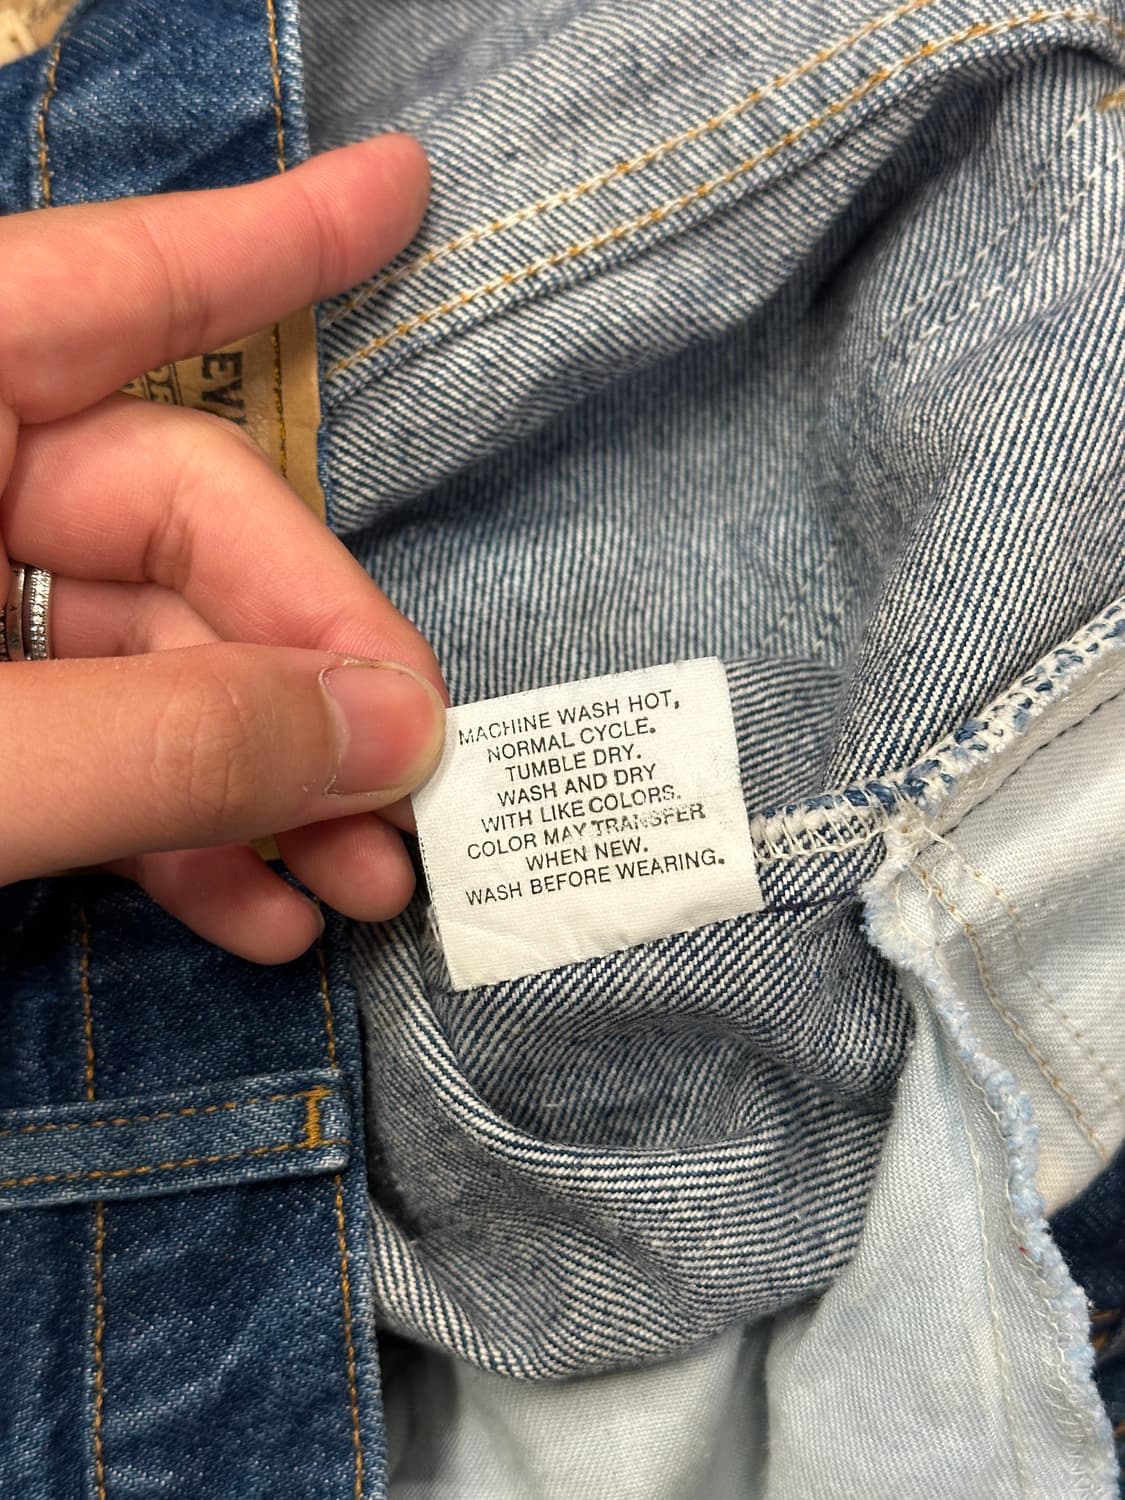 MACHINE WASH HOT,
NORMAL CYCLE.
TUMBLE DRY.
WASH AND DRY
WITH LIKE COLORS.
COLOR MAY TRANSFER
WHEN NEW.
WASH BEFORE WEARING.
EV